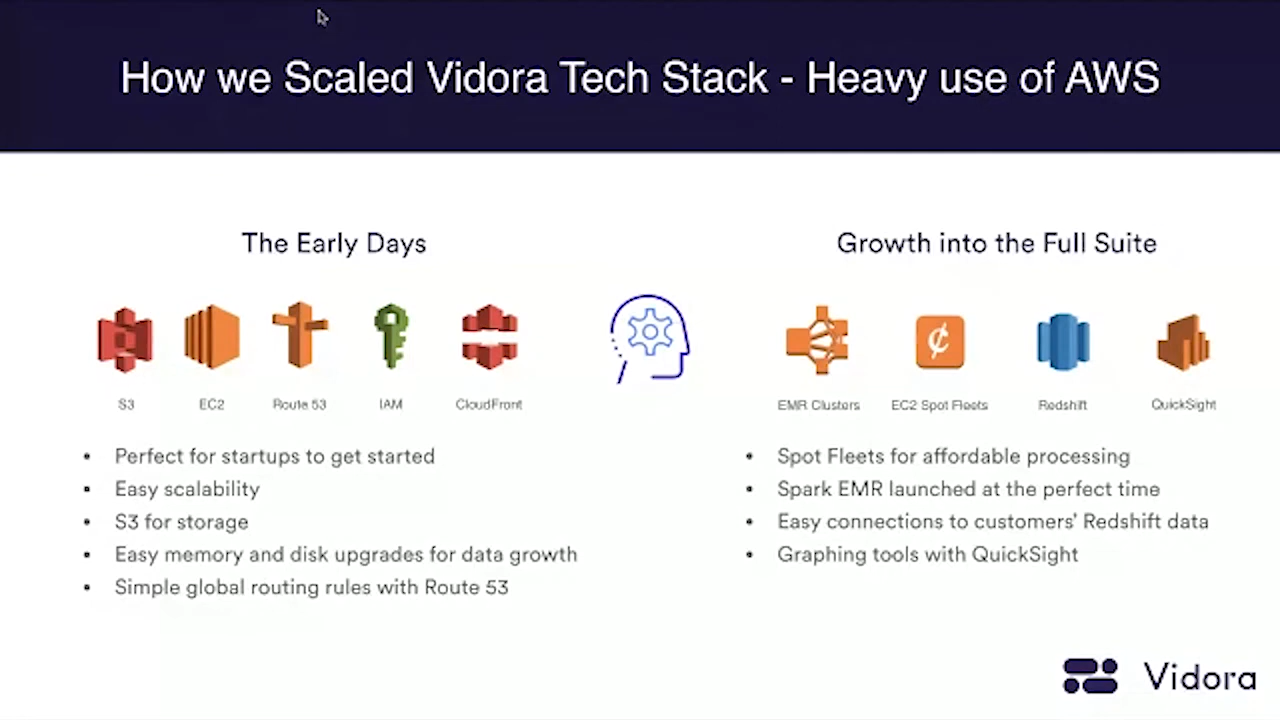 How we Scaled Vidora Tech Stack - Heavy use of AWS
The Early Days
S3
EC2
Route 53
IAM
CloudFront
• Perfect for startups to get started
• Easy scalability
• S3 for storage
• Easy memory and disk upgrades for data growth
• Simple global routing rules with Route 53
Growth into the Full Suite
¢
EMR Clusters
EC2 Spot Fleets
Redshift
QuickSight
• Spot Fleets for affordable processing
• Spark EMR launched at the perfect time
• Easy connections to customers' Redshift data
• Graphing tools with QuickSight
Vidora